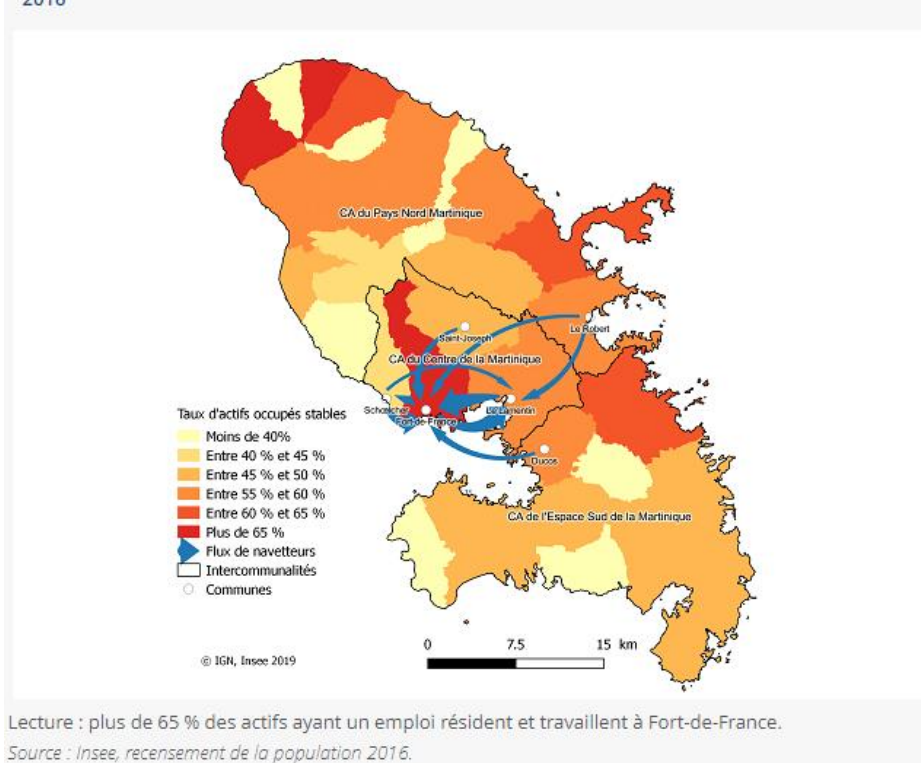 2016
CA du Pays Nord Martinique
Le Robert
Saint-Joseph
CA du Centre de la Martinique
Schœlcher
Le Lamentin
Fort-de-France
Ducos
CA de l'Espace Sud de la Martinique
Taux d'actifs occupés stables
Moins de 40%
Entre 40 % et 45 %
Entre 45 % et 50 %
Entre 55 % et 60 %
Entre 60 % et 65 %
Plus de 65 %
Flux de navetteurs
Intercommunalités
Communes
0 7.5 15 km
© IGN, Insee 2019
Lecture : plus de 65 % des actifs ayant un emploi résident et travaillent à Fort-de-France.
Source : Insee, recensement de la population 2016.